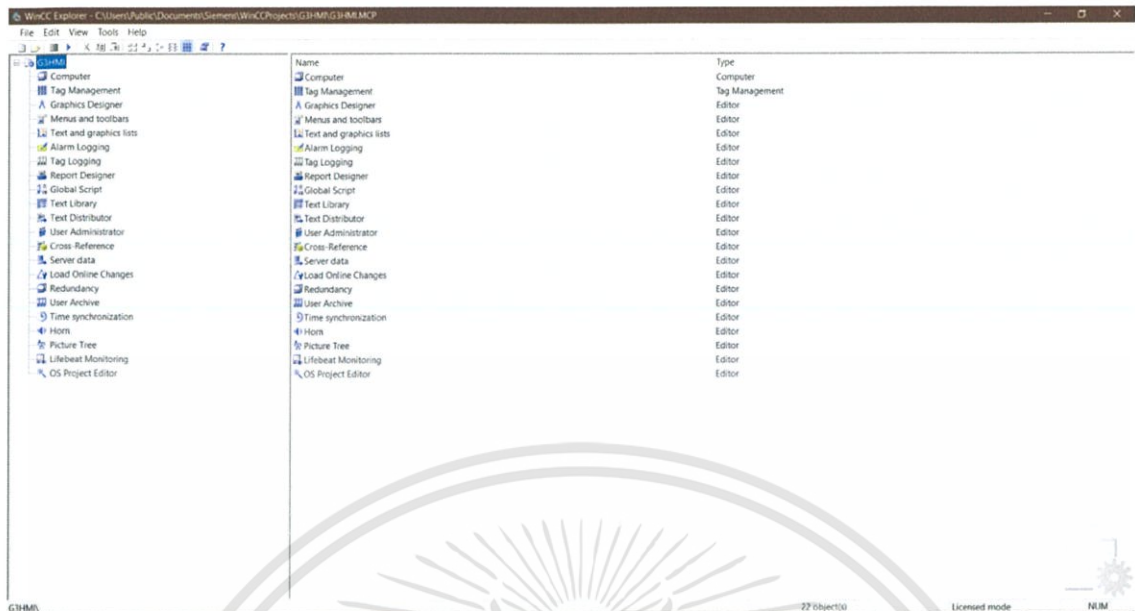 WinCC Explorer - C:\Users\Public\Documents\Siemens\WinCCProjects\G3HMI\G3HMI.MCP
File Edit View Tools Help
G3HMI
Computer
Tag Management
Graphics Designer
Menus and toolbars
Text and graphics lists
Alarm Logging
Tag Logging
Report Designer
Global Script
Text Library
Text Distributor
User Administrator
Cross-Reference
Server data
Load Online Changes
Redundancy
User Archive
Time synchronization
Horn
Picture Tree
Lifebeat Monitoring
OS Project Editor
Name Type
Computer Computer
Tag Management Tag Management
Graphics Designer Editor
Menus and toolbars Editor
Text and graphics lists Editor
Alarm Logging Editor
Tag Logging Editor
Report Designer Editor
Global Script Editor
Text Library Editor
Text Distributor Editor
User Administrator Editor
Cross-Reference Editor
Server data Editor
Load Online Changes Editor
Redundancy Editor
User Archive Editor
Time synchronization Editor
Horn Editor
Picture Tree Editor
Lifebeat Monitoring Editor
OS Project Editor Editor
G3HMI\ 22 object(s) Licensed mode NUM